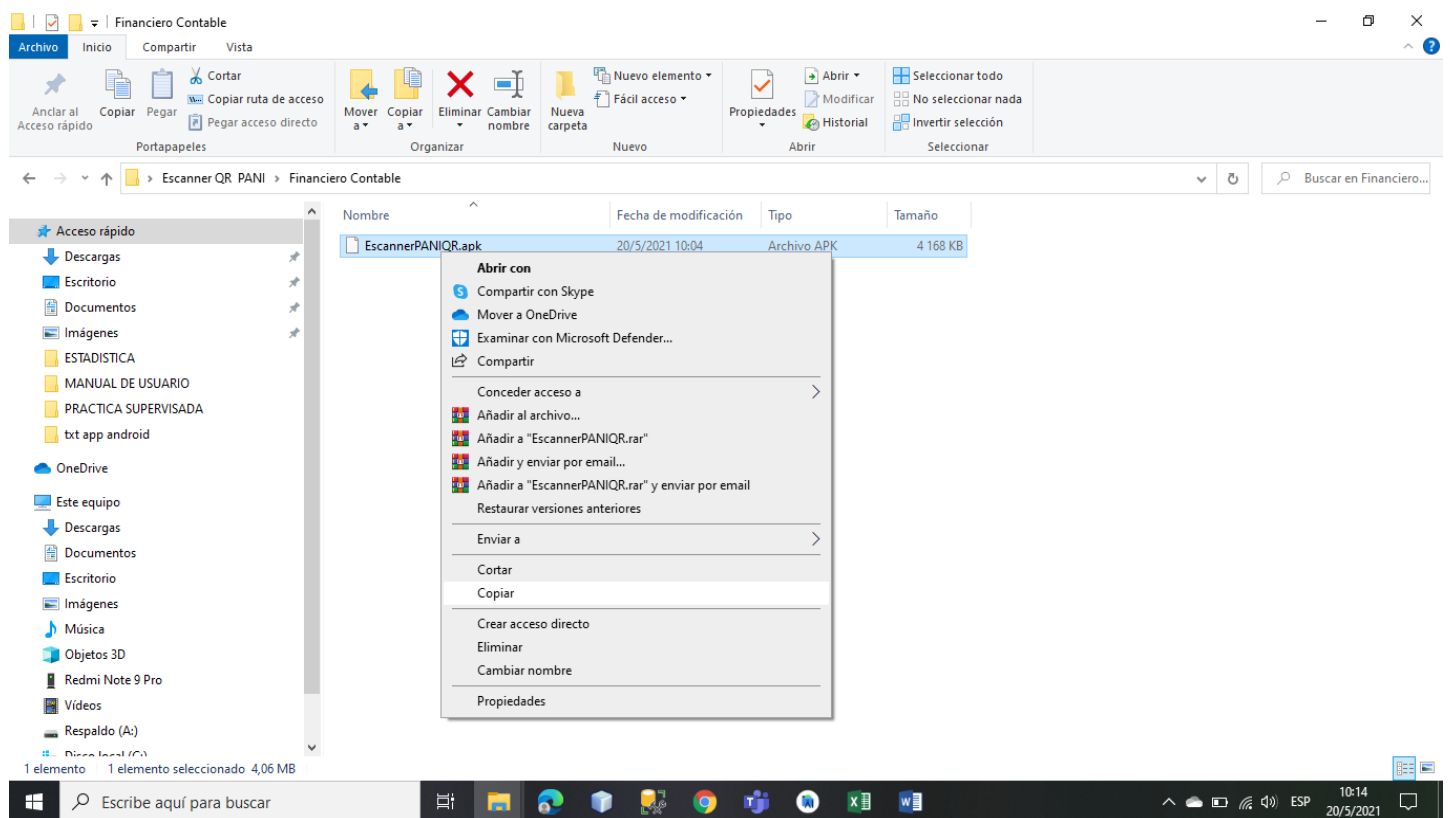 Financiero Contable
Archivo Inicio Compartir Vista
Anclar al Acceso rápido
Copiar
Pegar
Cortar
Copiar ruta de acceso
Pegar acceso directo
Portapapeles
Mover a
Copiar a
Eliminar
Cambiar nombre
Organizar
Nueva carpeta
Nuevo elemento
Fácil acceso
Nuevo
Propiedades
Abrir
Modificar
Historial
Abrir
Seleccionar todo
No seleccionar nada
Invertir selección
Seleccionar
Escanner QR PANI > Financiero Contable
Buscar en Financiero...
Acceso rápido
Descargas
Escritorio
Documentos
Imágenes
ESTADISTICA
MANUAL DE USUARIO
PRACTICA SUPERVISADA
txt app android
OneDrive
Este equipo
Descargas
Documentos
Escritorio
Imágenes
Música
Objetos 3D
Redmi Note 9 Pro
Vídeos
Respaldo (A:)
Disco local (C:)
Nombre Fecha de modificación Tipo Tamaño
EscannerPANIQR.apk 20/5/2021 10:04 Archivo APK 4 168 KB
Abrir con
Compartir con Skype
Mover a OneDrive
Examinar con Microsoft Defender...
Compartir
Conceder acceso a
Añadir al archivo...
Añadir a "EscannerPANIQR.rar"
Añadir y enviar por email...
Añadir a "EscannerPANIQR.rar" y enviar por email
Restaurar versiones anteriores
Enviar a
Cortar
Copiar
Crear acceso directo
Eliminar
Cambiar nombre
Propiedades
1 elemento 1 elemento seleccionado 4,06 MB
Escribe aquí para buscar
ESP
10:14
20/5/2021